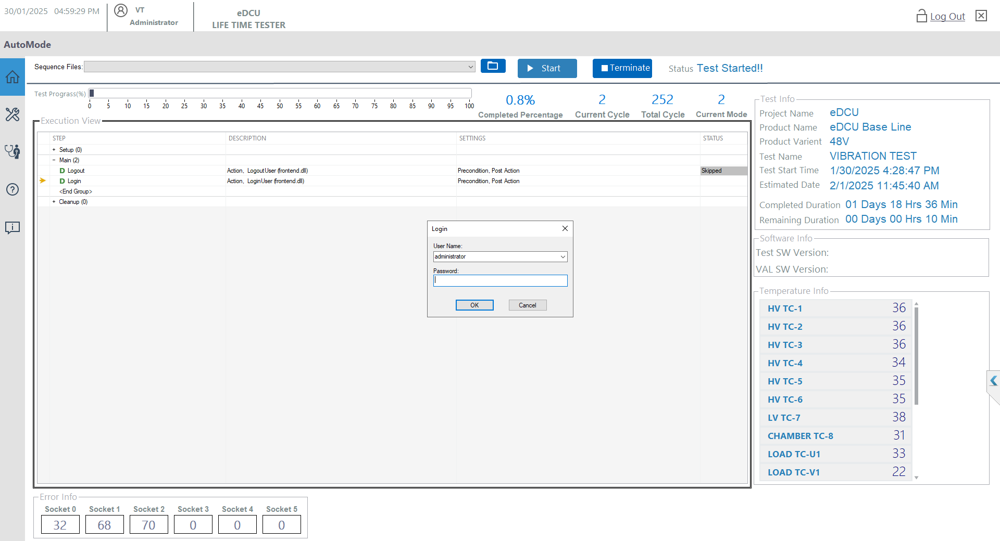 30/01/2025 04:59:29 PM
VT
Administrator
eDCU
LIFE TIME TESTER
Log Out
AutoMode
Sequence Files:
Start
Terminate
Status Test Started!!
Test Prograss(%)
0 5 10 15 20 25 30 35 40 45 50 55 60 65 70 75 80 85 90 95 100
0.8%
Completed Percentage
2
Current Cycle
252
Total Cycle
2
Current Mode
Execution View
STEP DESCRIPTION SETTINGS STATUS
+ Setup (0)
− Main (2)
D Logout Action, LogoutUser (frontend.dll) Precondition, Post Action Skipped
D Login Action, LoginUser (frontend.dll) Precondition, Post Action
<End Group>
+ Cleanup (0)
Login
User Name:
administrator
Password:
OK Cancel
Test Info
Project Name eDCU
Product Name eDCU Base Line
Product Varient 48V
Test Name VIBRATION TEST
Test Start Time 1/30/2025 4:28:47 PM
Estimated Date 2/1/2025 11:45:40 AM
Completed Duration 01 Days 18 Hrs 36 Min
Remaining Duration 00 Days 00 Hrs 10 Min
Software Info
Test SW Version:
VAL SW Version:
Temperature Info
HV TC-1 36
HV TC-2 36
HV TC-3 36
HV TC-4 34
HV TC-5 35
HV TC-6 35
LV TC-7 38
CHAMBER TC-8 31
LOAD TC-U1 33
LOAD TC-V1 22
Error Info
Socket 0 Socket 1 Socket 2 Socket 3 Socket 4 Socket 5
32 68 70 0 0 0